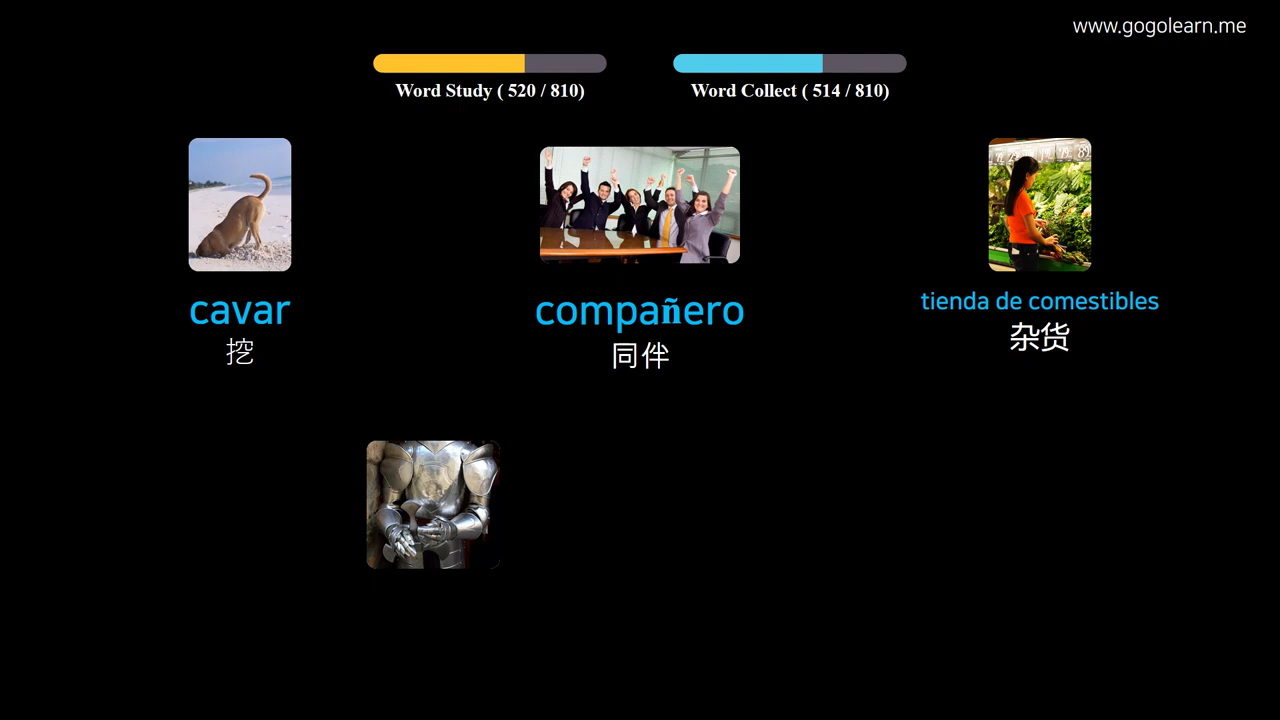 www.gogolearn.me
Word Study ( 520 / 810)
Word Collect ( 514 / 810)
cavar
挖
compañero
同伴
tienda de comestibles
杂货